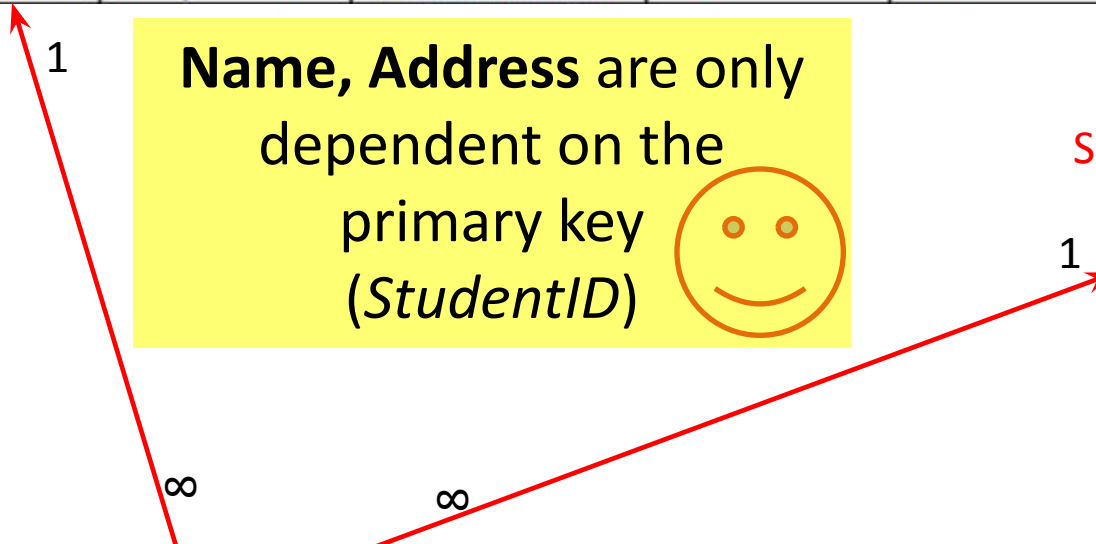 1
Name, Address are only
dependent on the
primary key
(StudentID)
S
1
∞
∞